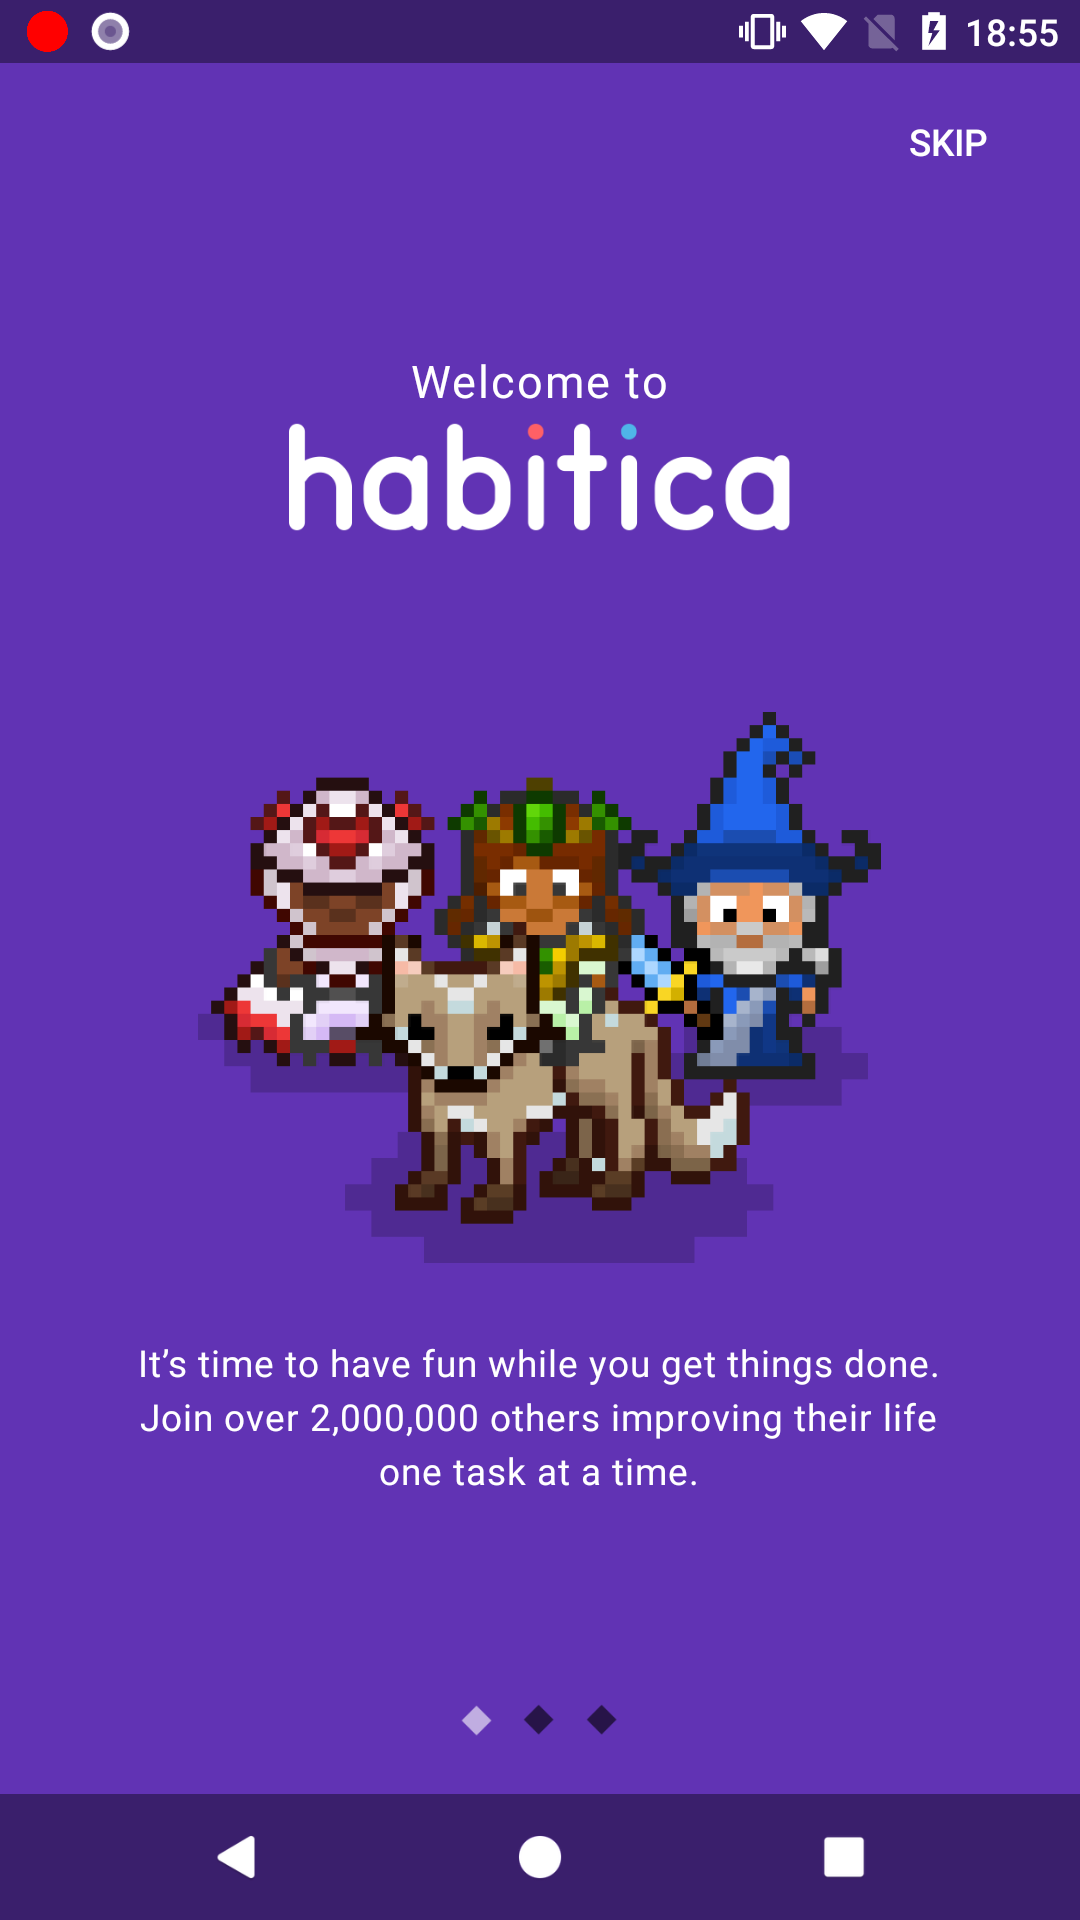 18:55
SKIP
Welcome to
habitica
It’s time to have fun while you get things done.
Join over 2,000,000 others improving their life
one task at a time.